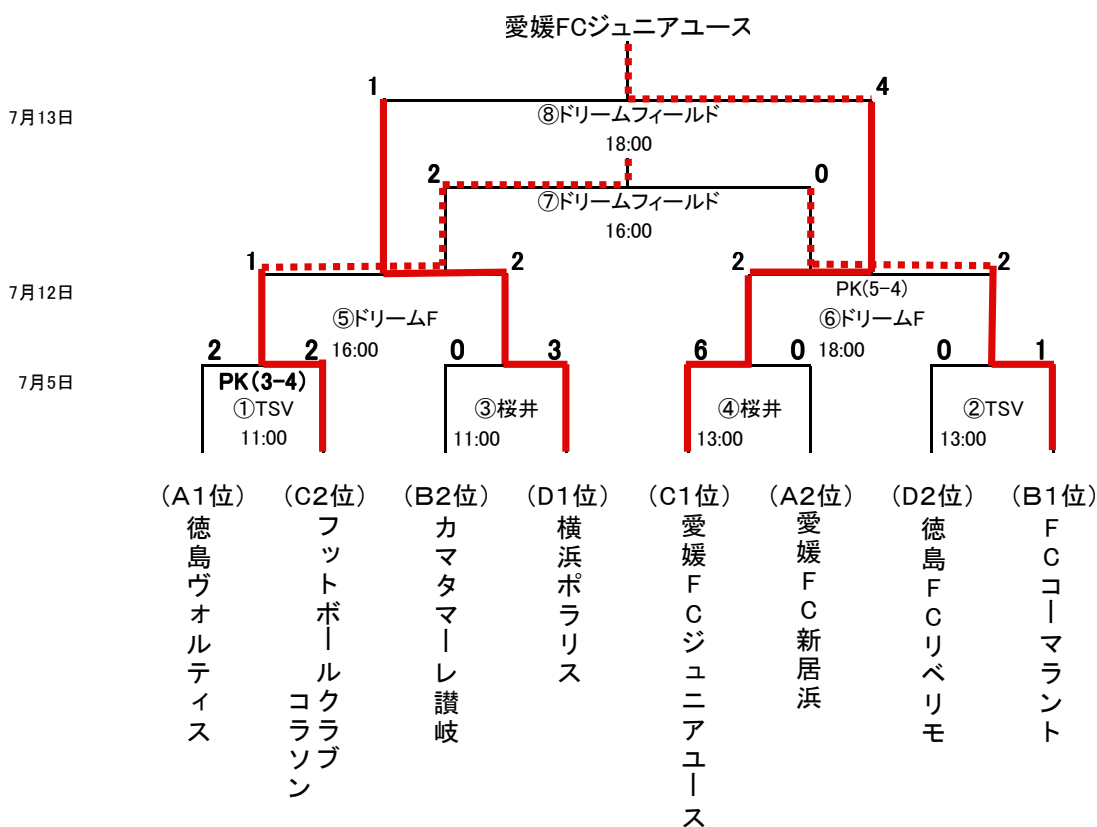 愛媛FCジュニアユース
1
4
7月13日
⑧ドリームフィールド
18:00
2
0
⑦ドリームフィールド
16:00
1
2
2
2
7月12日
PK(5-4)
⑤ドリームF
⑥ドリームF
16:00
18:00
2
2
0
3
6
0
0
1
7月5日
PK(3-4)
①TSV
③桜井
④桜井
②TSV
11:00
11:00
13:00
13:00
(A1位)
(C2位)
(B2位)
(D1位)
(C1位)
(A2位)
(D2位)
(B1位)
徳島ヴォルティス
フットボールクラブ
コラソン
カマタマーレ讃岐
横浜ポラリス
愛媛FCジュニアユース
愛媛FC新居浜
徳島FCリベリモ
FCコーマラント